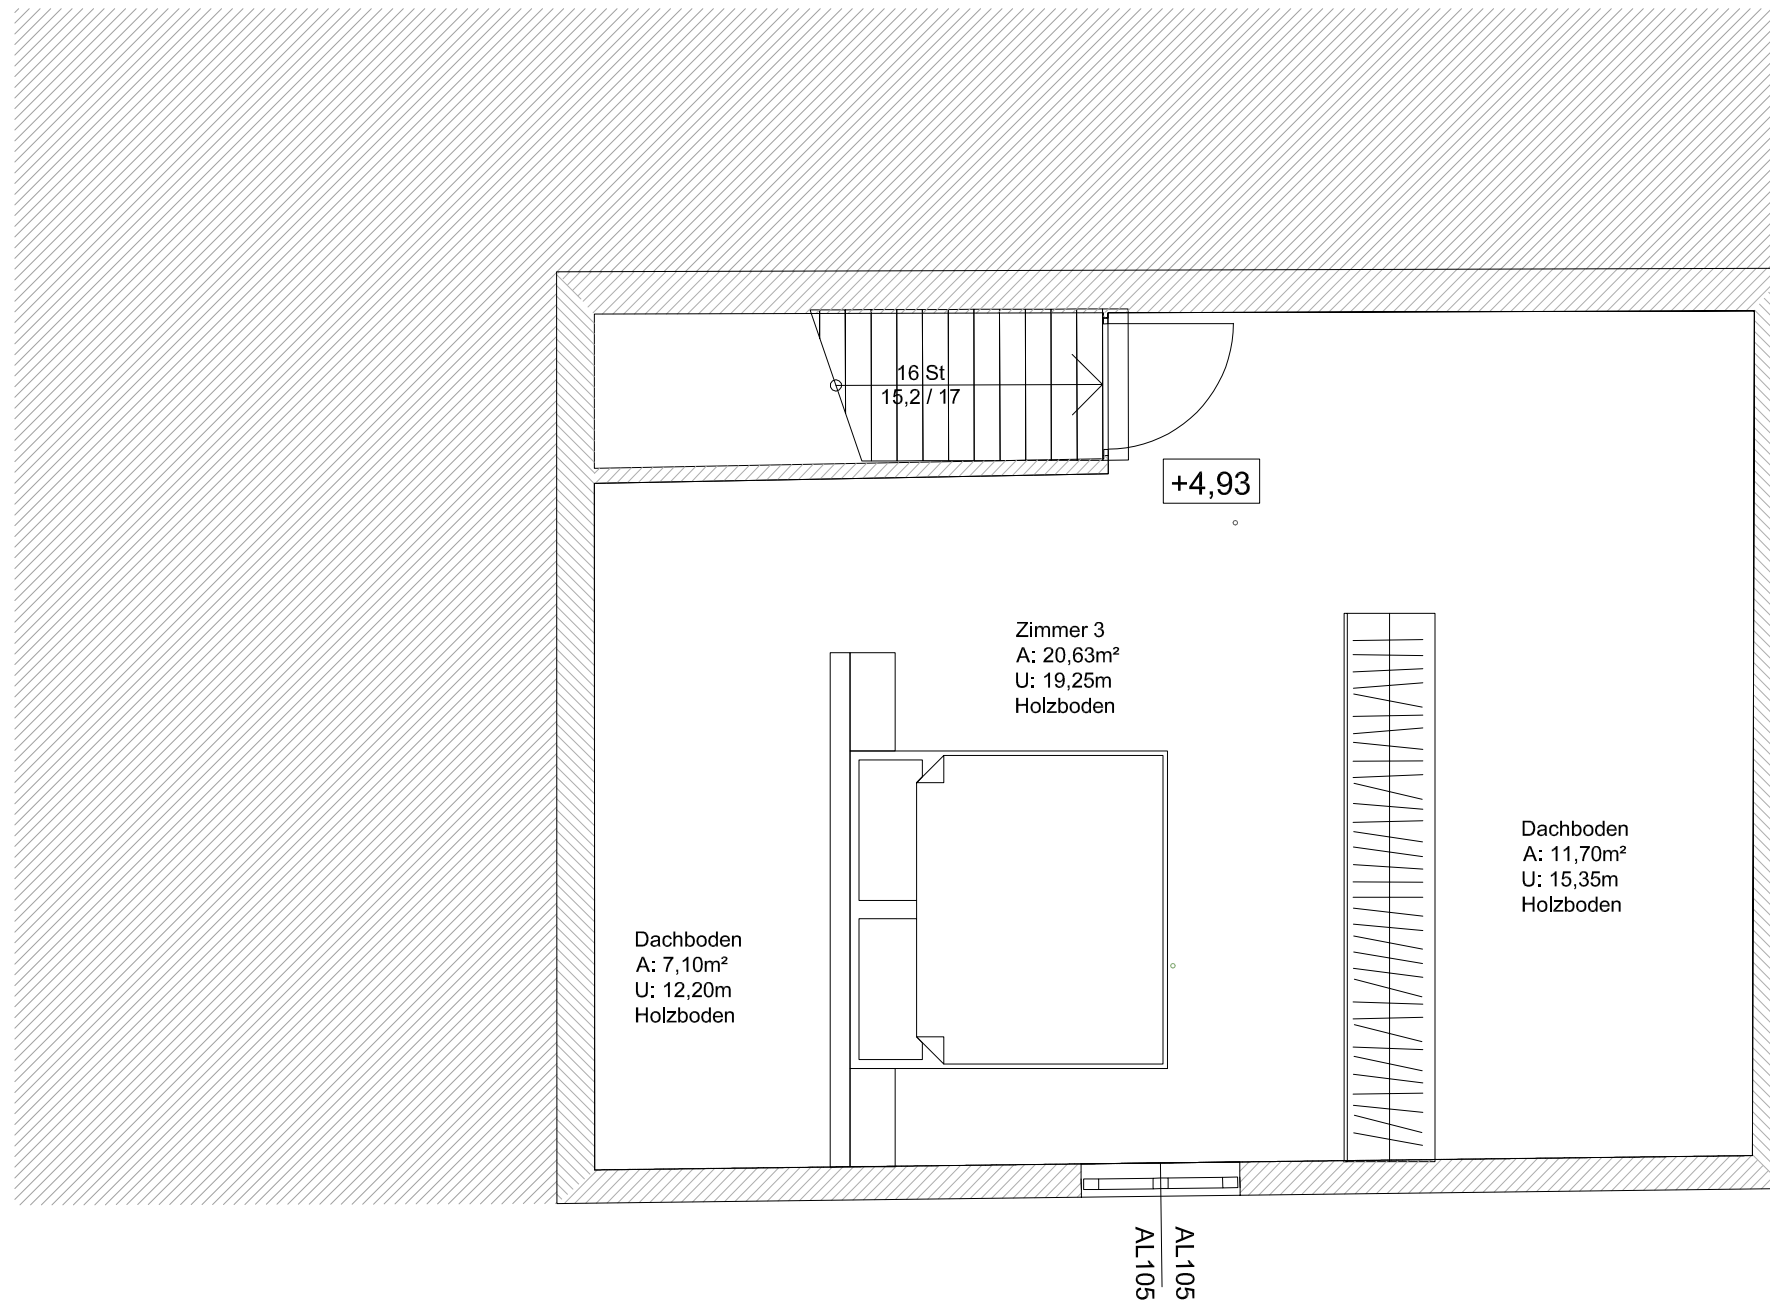 16 St
15,2 / 17
+4,93
Zimmer 3
A: 20,63m²
U: 19,25m
Holzboden
Dachboden
A: 11,70m²
U: 15,35m
Holzboden
Dachboden
A: 7,10m²
U: 12,20m
Holzboden
AL105
AL105